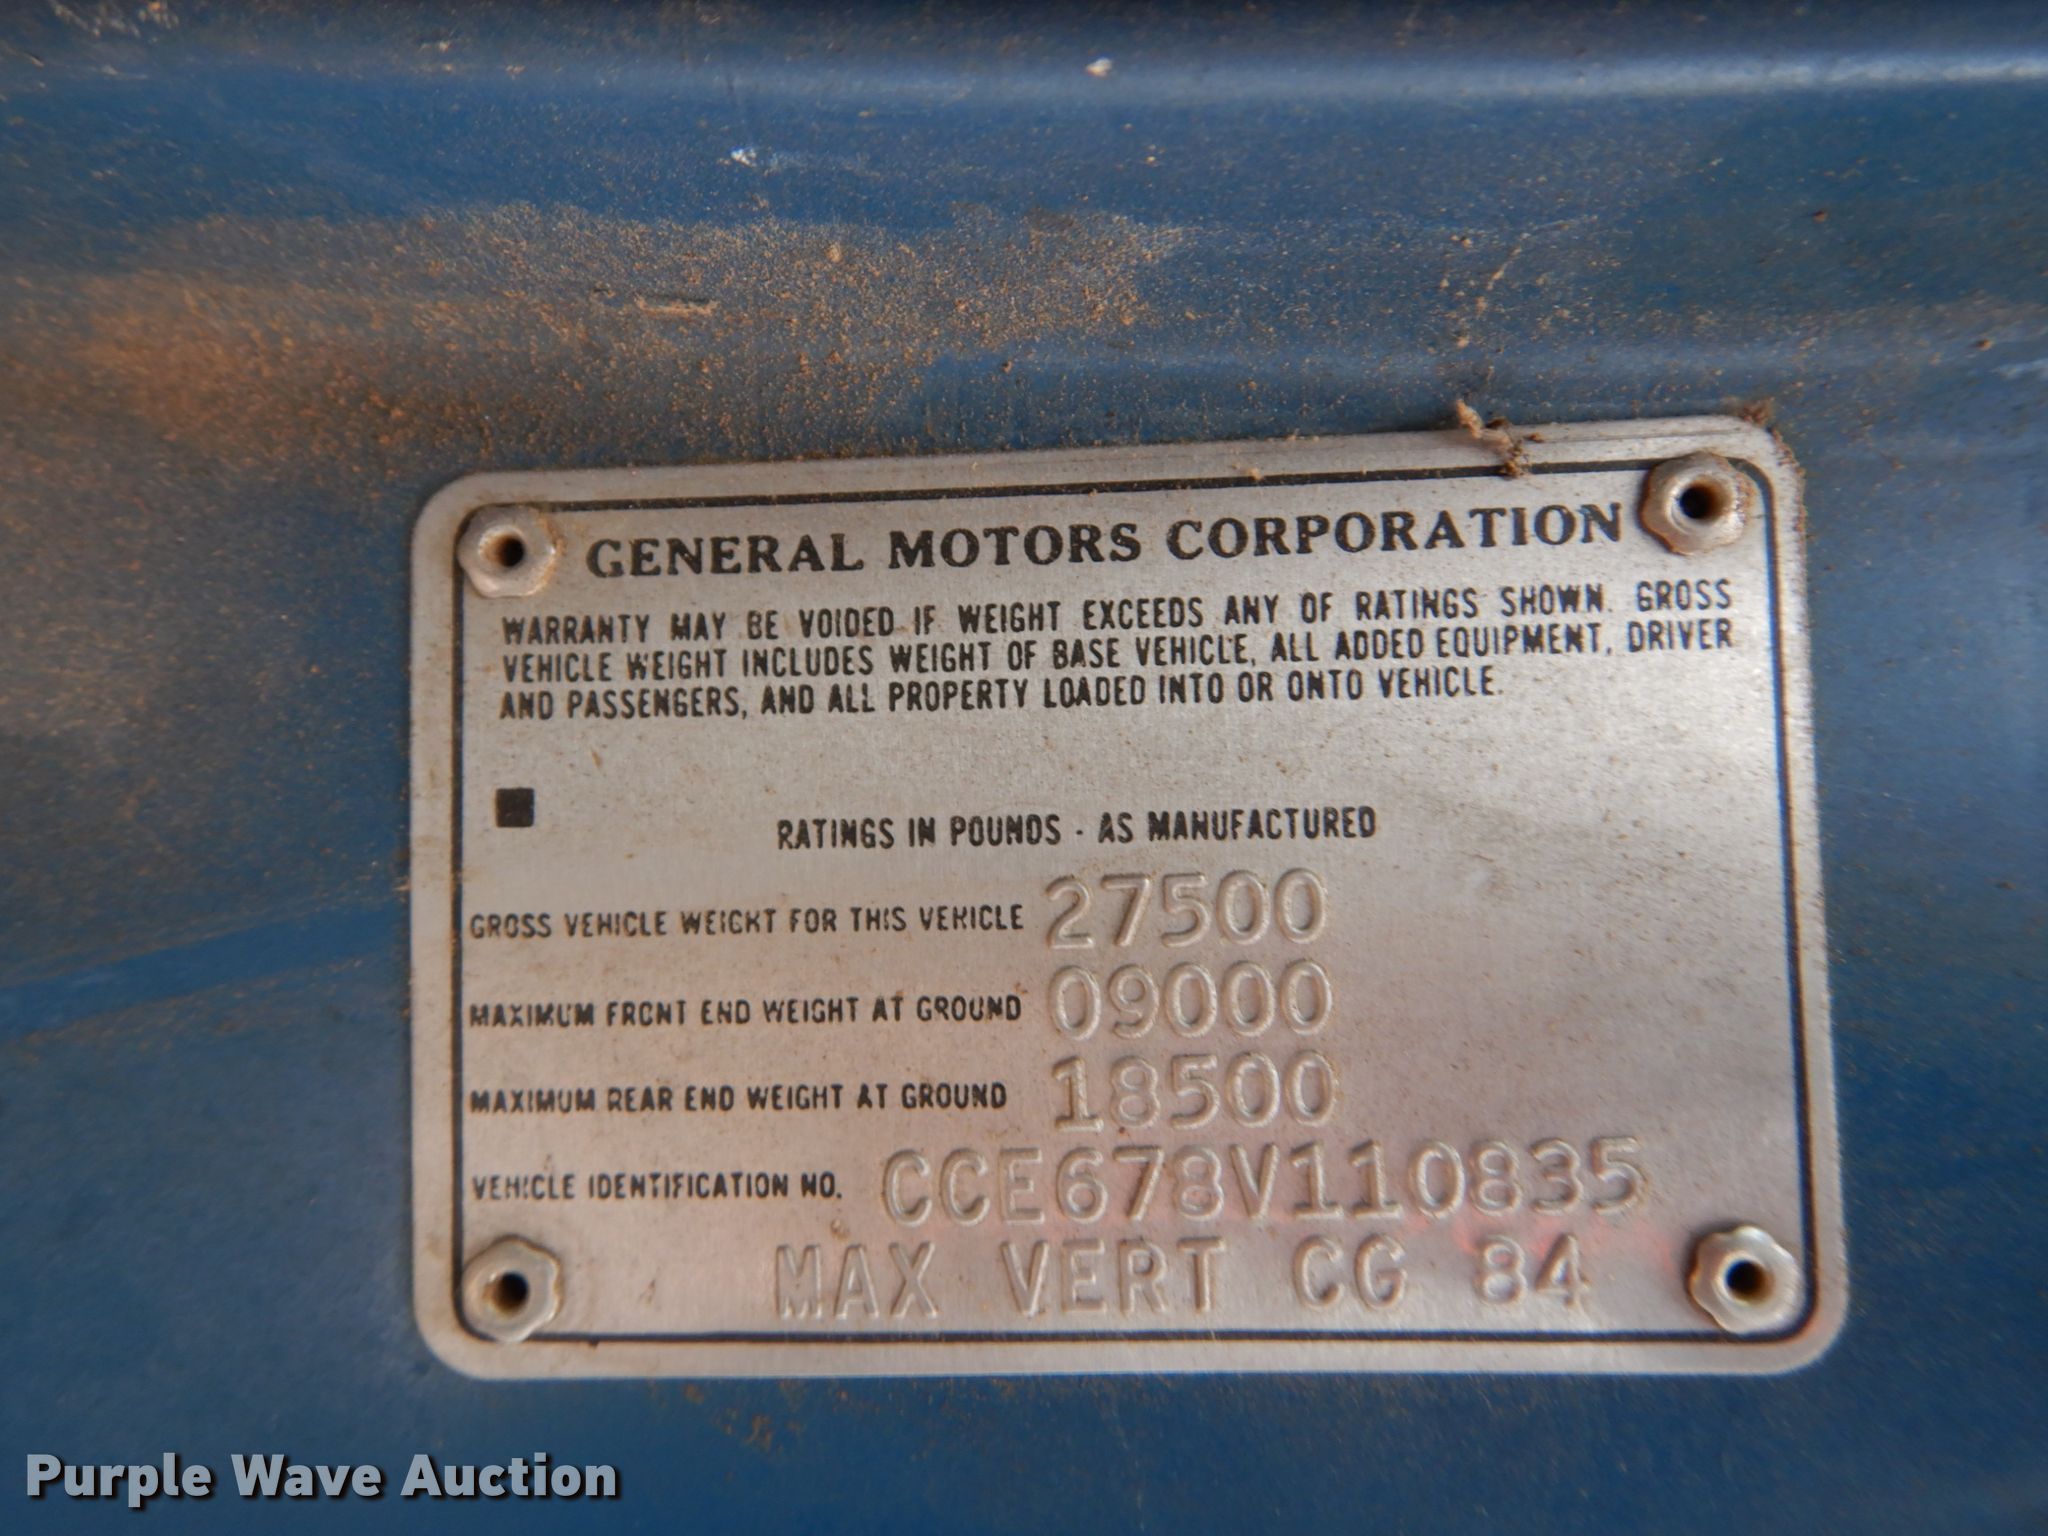 GENERAL MOTORS CORPORATION
WARRANTY MAY BE VOIDED IF WEIGHT EXCEEDS ANY OF RATINGS SHOWN. GROSS
VEHICLE WEIGHT INCLUDES WEIGHT OF BASE VEHICLE, ALL ADDED EQUIPMENT, DRIVER
AND PASSENGERS, AND ALL PROPERTY LOADED INTO OR ONTO VEHICLE.
RATINGS IN POUNDS - AS MANUFACTURED
GROSS VEHICLE WEIGHT FOR THIS VEHICLE 27500
MAXIMUM FRONT END WEIGHT AT GROUND 09000
MAXIMUM REAR END WEIGHT AT GROUND 18500
VEHICLE IDENTIFICATION NO. CCE678V110835
MAX VERT CG 84
Purple Wave Auction